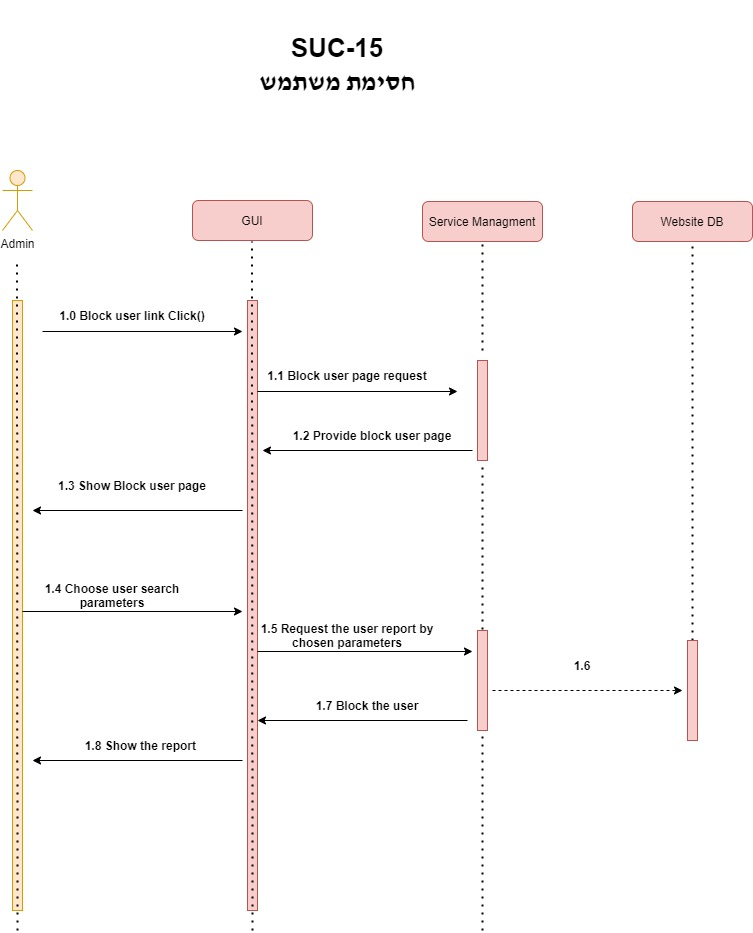 SUC-15
חסימת משתמש
Admin
GUI
Service Managment
Website DB
1.0 Block user link Click()
1.1 Block user page request
1.2 Provide block user page
1.3 Show Block user page
1.4 Choose user search
parameters
1.5 Request the user report by
chosen parameters
1.6
1.7 Block the user
1.8 Show the report